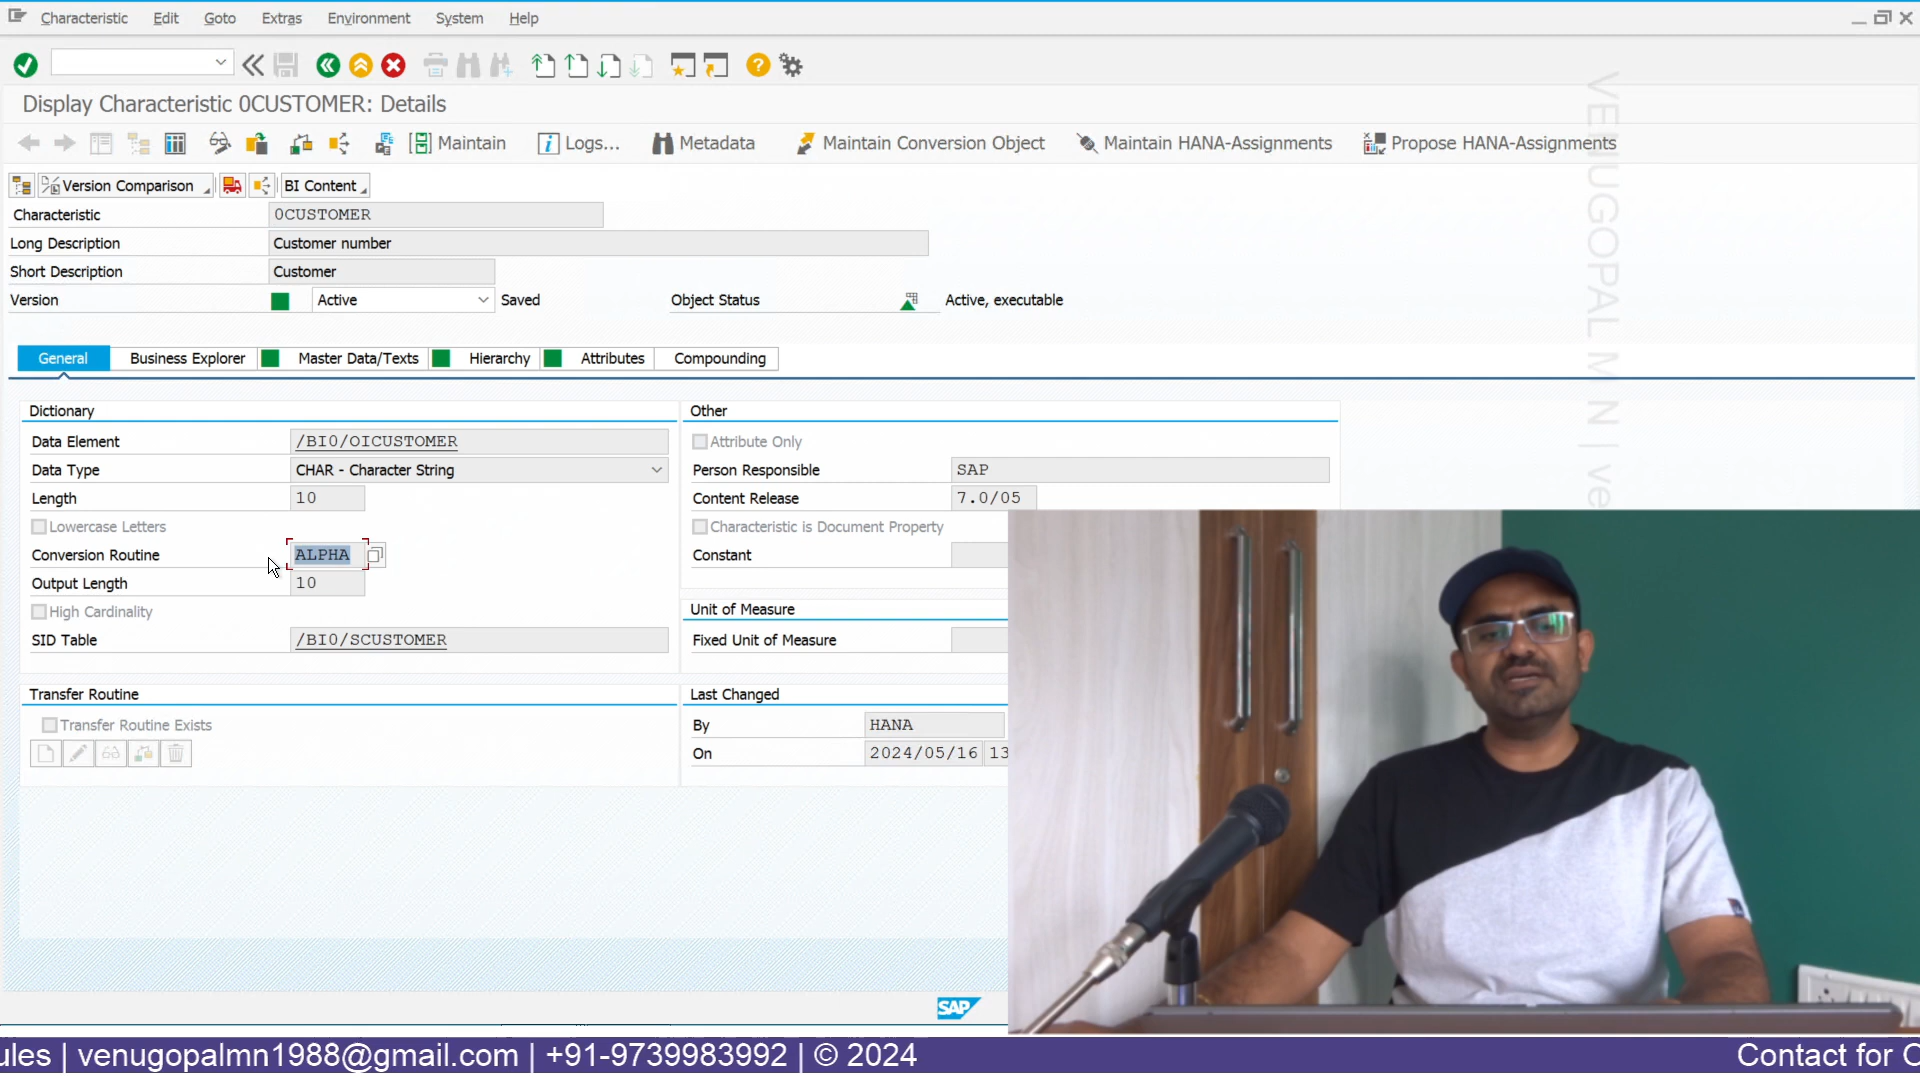 Characteristic Edit Goto Extras Environment System Help
Display Characteristic 0CUSTOMER: Details
Maintain Logs... Metadata Maintain Conversion Object Maintain HANA-Assignments Propose HANA-Assignments
Version Comparison BI Content
Characteristic 0CUSTOMER
Long Description Customer number
Short Description Customer
Version Active Saved Object Status Active, executable
General Business Explorer Master Data/Texts Hierarchy Attributes Compounding
Dictionary
Data Element /BI0/OICUSTOMER
Data Type CHAR - Character String
Length 10
Lowercase Letters
Conversion Routine ALPHA
Output Length 10
High Cardinality
SID Table /BI0/SCUSTOMER
Other
Attribute Only
Person Responsible SAP
Content Release 7.0/05
Characteristic is Document Property
Constant
Unit of Measure
Fixed Unit of Measure
Transfer Routine
Transfer Routine Exists
Last Changed
By HANA
On 2024/05/16 13
SAP
VENUGOPAL M N | ve
ules | venugopalmn1988@gmail.com | +91-9739983992 | © 2024 Contact for C